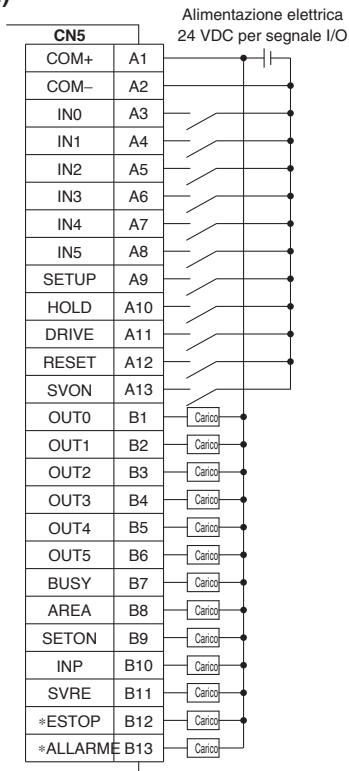 )
Alimentazione elettrica
24 VDC per segnale I/O
CN5
COM+ A1
COM− A2
IN0 A3
IN1 A4
IN2 A5
IN3 A6
IN4 A7
IN5 A8
SETUP A9
HOLD A10
DRIVE A11
RESET A12
SVON A13
OUT0 B1 Carico
OUT1 B2 Carico
OUT2 B3 Carico
OUT3 B4 Carico
OUT4 B5 Carico
OUT5 B6 Carico
BUSY B7 Carico
AREA B8 Carico
SETON B9 Carico
INP B10 Carico
SVRE B11 Carico
∗ESTOP B12 Carico
∗ALLARME B13 Carico